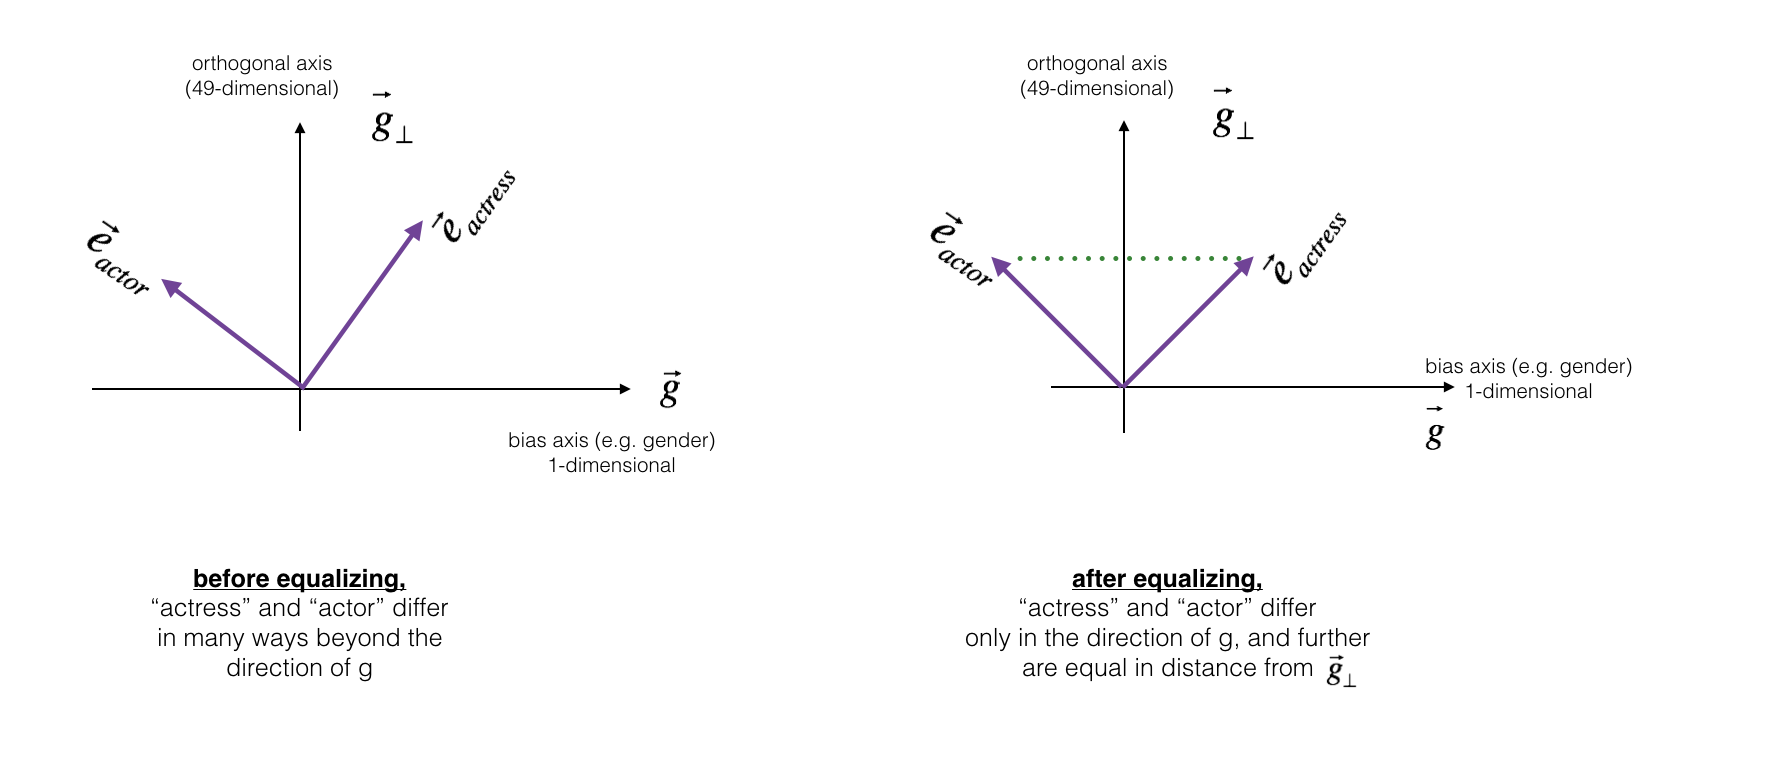 orthogonal axis
(49-dimensional)
g⃗⊥
e⃗actress
e⃗actor
g⃗
bias axis (e.g. gender)
1-dimensional
before equalizing,
“actress” and “actor” differ
in many ways beyond the
direction of g
orthogonal axis
(49-dimensional)
g⃗⊥
e⃗actor
e⃗actress
bias axis (e.g. gender)
1-dimensional
g⃗
after equalizing,
“actress” and “actor” differ
only in the direction of g, and further
are equal in distance from g⃗⊥